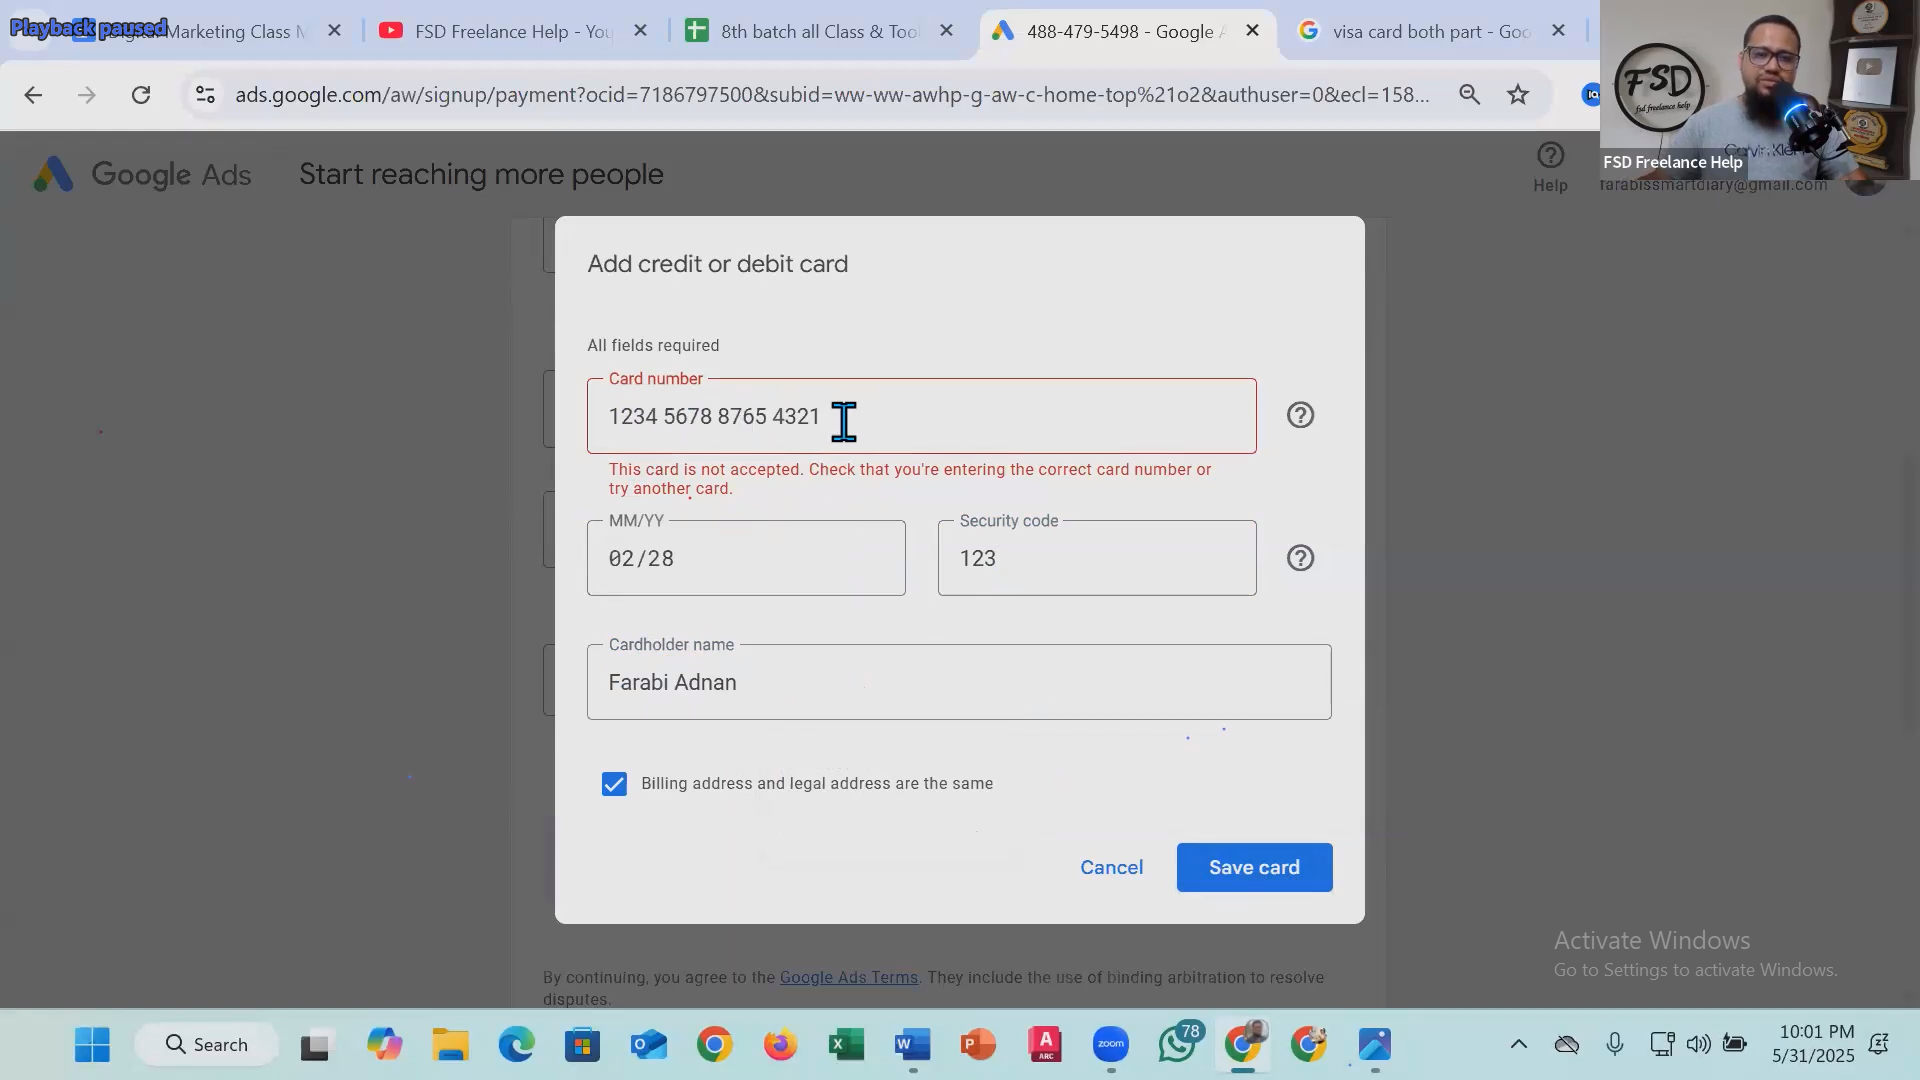 Playback paused
Digital Marketing Class M
FSD Freelance Help - You
8th batch all Class & Tool
488-479-5498 - Google A
visa card both part - Goo
ads.google.com/aw/signup/payment?ocid=7186797500&subid=ww-ww-awhp-g-aw-c-home-top%21o2&authuser=0&ecl=158...
FSD
fsd freelance help
Calvin Klein
FSD Freelance Help
Google Ads
Start reaching more people
Help
farabissmartdiary@gmail.com
Add credit or debit card
All fields required
Card number
1234 5678 8765 4321
This card is not accepted. Check that you're entering the correct card number or
try another card.
MM/YY
02/28
Security code
123
Cardholder name
Farabi Adnan
Billing address and legal address are the same
Cancel
Save card
Activate Windows
Go to Settings to activate Windows.
By continuing, you agree to the Google Ads Terms. They include the use of binding arbitration to resolve
disputes.
Search
zoom
78
10:01 PM
5/31/2025